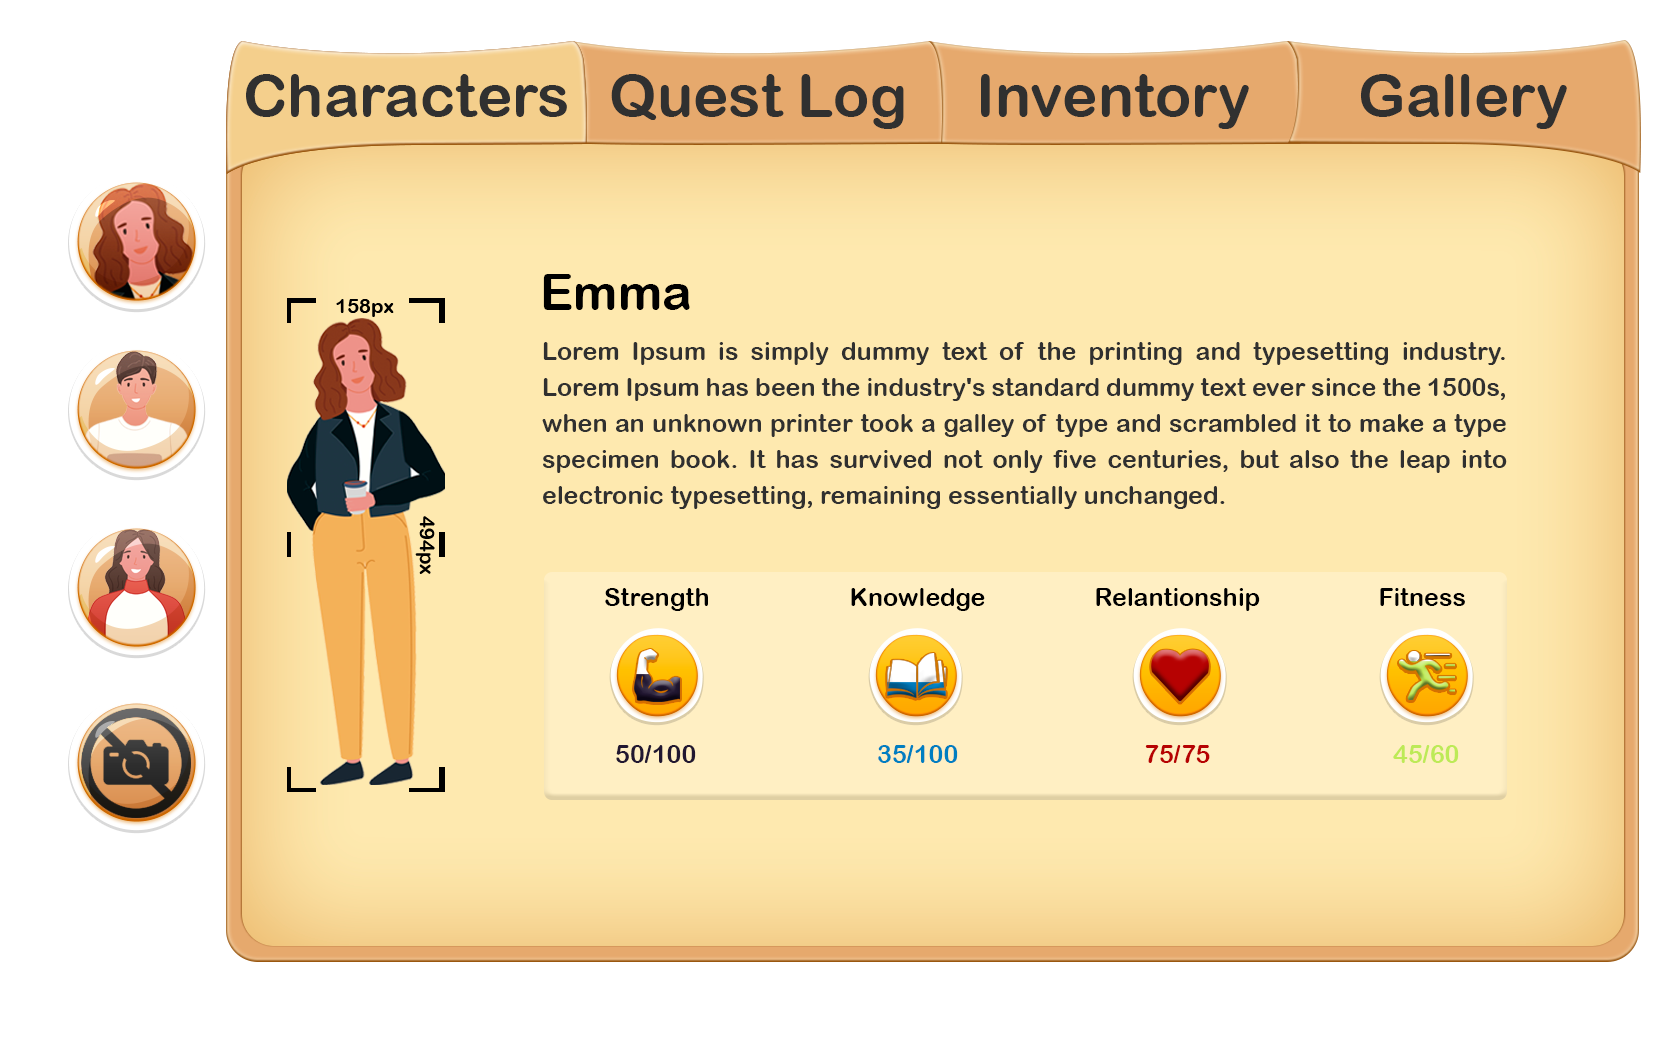 Characters Quest Log Inventory Gallery
Emma
158px
Lorem Ipsum is simply dummy text of the printing and typesetting industry.
Lorem Ipsum has been the industry's standard dummy text ever since the 1500s,
when an unknown printer took a galley of type and scrambled it to make a type
specimen book. It has survived not only five centuries, but also the leap into
electronic typesetting, remaining essentially unchanged.
494px
Strength Knowledge Relantionship Fitness
50/100 35/100 75/75 45/60